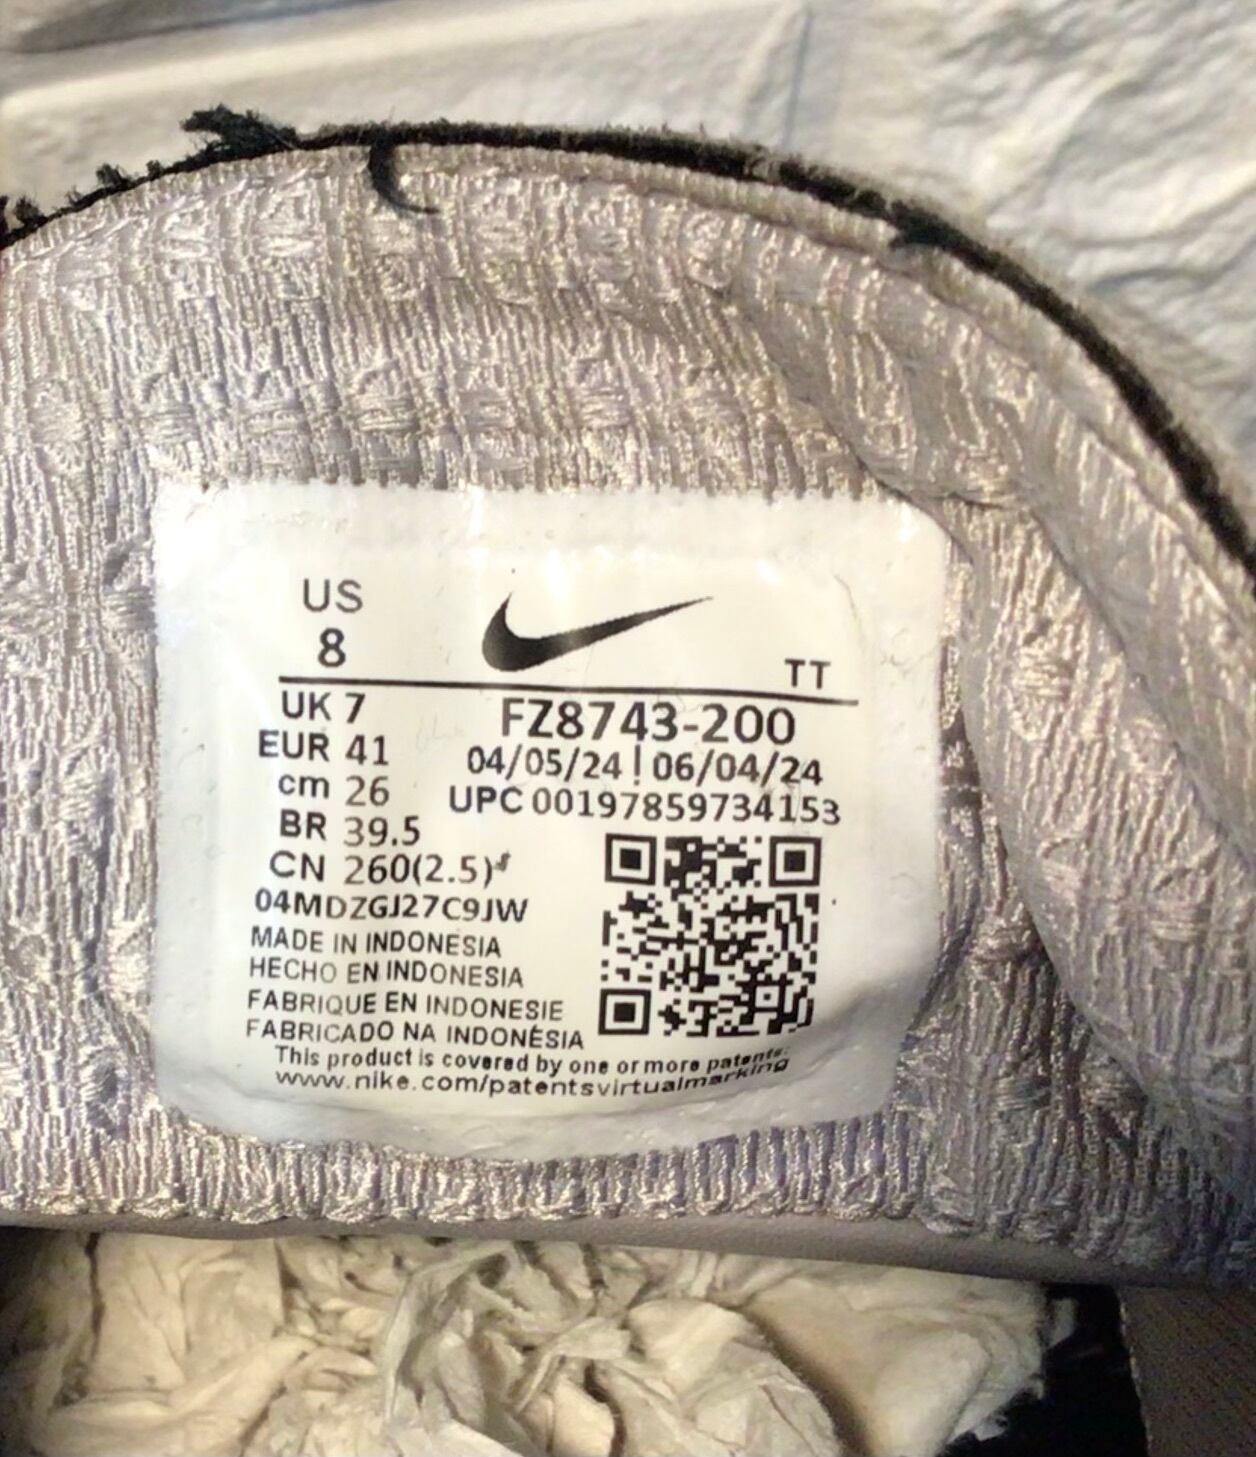 US
8
TT
UK 7
FZ8743-200
EUR 41
04/05/24 | 06/04/24
cm 26
UPC 00197859734153
BR 39.5
CN 260(2.5)
04MDZGJ27C9JW
MADE IN INDONESIA
HECHO EN INDONESIA
FABRIQUE EN INDONESIE
FABRICADO NA INDONÉSIA
This product is covered by one or more patents:
www.nike.com/patentsvirtualmarking